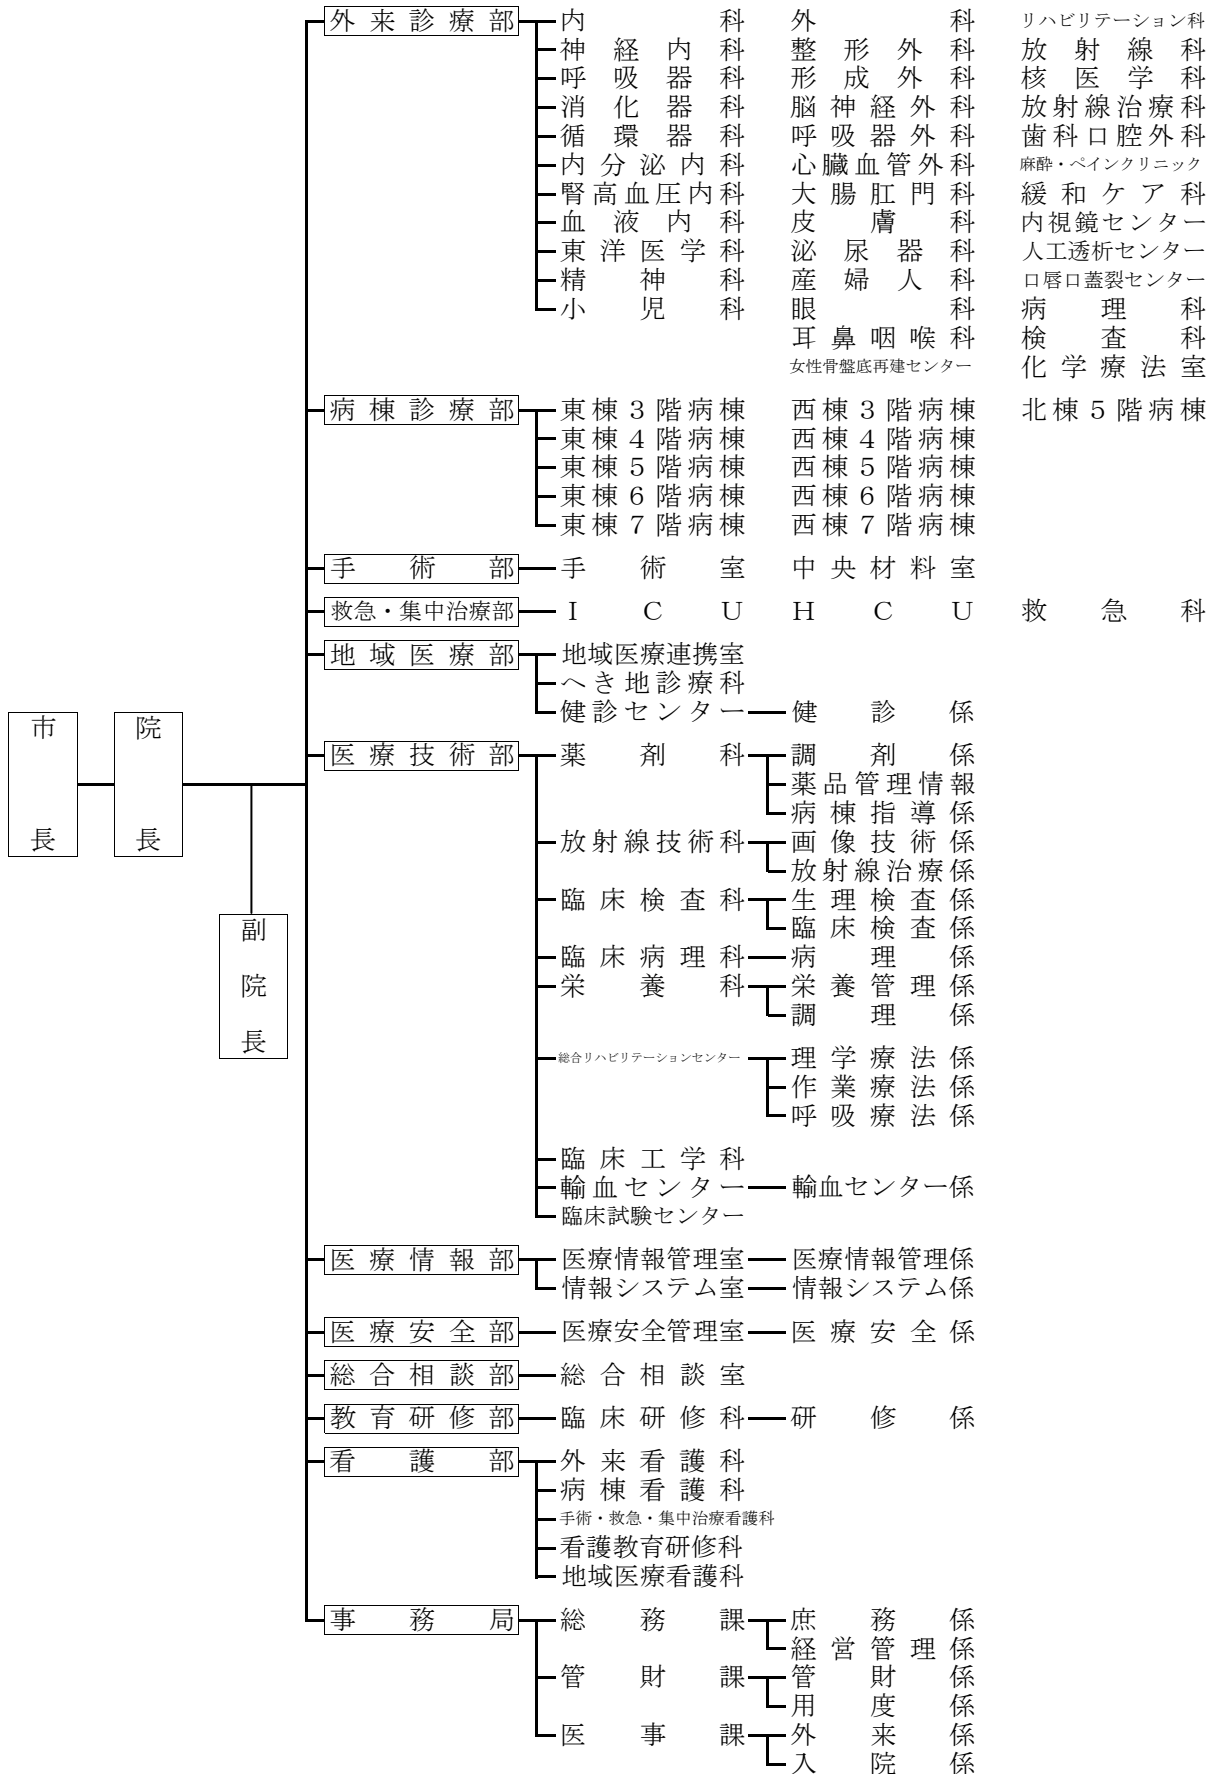 外来診療部 内科 外科 リハビリテーション科
神経内科 整形外科 放射線科
呼吸器科 形成外科 核医学科
消化器科 脳神経外科 放射線治療科
循環器科 呼吸器外科 歯科口腔外科
内分泌内科 心臓血管外科 麻酔・ペインクリニック
腎高血圧内科 大腸肛門科 緩和ケア科
血液内科 皮膚科 内視鏡センター
東洋医学科 泌尿器科 人工透析センター
精神科 産婦人科 口唇口蓋裂センター
小児科 眼科 病理科
耳鼻咽喉科 検査科
女性骨盤底再建センター 化学療法室
病棟診療部 東棟３階病棟 西棟３階病棟 北棟５階病棟
東棟４階病棟 西棟４階病棟
東棟５階病棟 西棟５階病棟
東棟６階病棟 西棟６階病棟
東棟７階病棟 西棟７階病棟
手術部 手術室 中央材料室
救急・集中治療部 ＩＣＵ ＨＣＵ 救急科
地域医療部 地域医療連携室
へき地診療科
健診センター 健診係
市長 院長
医療技術部 薬剤科 調剤係
薬品管理情報
病棟指導係
放射線技術科 画像技術係
放射線治療係
臨床検査科 生理検査係
臨床検査係
副院長
臨床病理科 病理係
栄養科 栄養管理係
調理係
総合リハビリテーションセンター 理学療法係
作業療法係
呼吸療法係
臨床工学科
輸血センター 輸血センター係
臨床試験センター
医療情報部 医療情報管理室 医療情報管理係
情報システム室 情報システム係
医療安全部 医療安全管理室 医療安全係
総合相談部 総合相談室
教育研修部 臨床研修科 研修係
看護部 外来看護科
病棟看護科
手術・救急・集中治療看護科
看護教育研修科
地域医療看護科
事務局 総務課 庶務係
経営管理係
管財課 管財係
用度係
医事課 外来係
入院係